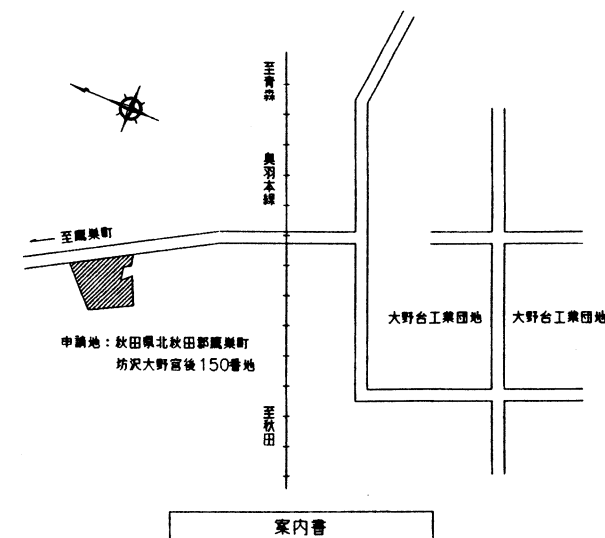 至青森
奥羽本線
至鷹巣町
大野台工業団地
大野台工業団地
申請地：秋田県北秋田郡鷹巣町
坊沢大野宮後150番地
至秋田
案内書